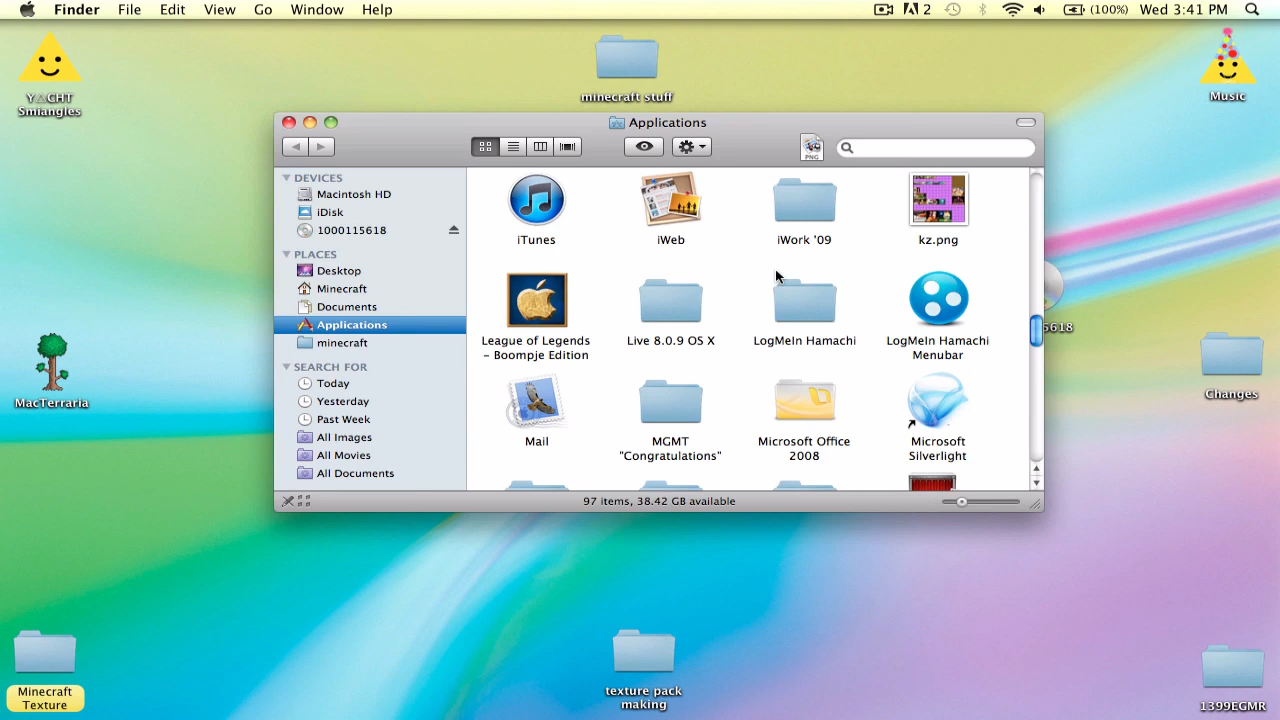 Finder File Edit View Go Window Help
2 (100%) Wed 3:41 PM
Y△CHT
Smiangles
minecraft stuff
Music
Applications
PNG
DEVICES
Macintosh HD
iDisk
1000115618
PLACES
Desktop
Minecraft
Documents
Applications
minecraft
SEARCH FOR
Today
Yesterday
Past Week
All Images
All Movies
All Documents
iTunes
iWeb
iWork '09
kz.png
League of Legends
– Boompje Edition
Live 8.0.9 OS X
LogMeIn Hamachi
LogMeIn Hamachi
Menubar
Mail
MGMT
"Congratulations"
Microsoft Office
2008
Microsoft
Silverlight
97 items, 38.42 GB available
5618
MacTerraria
Changes
Minecraft
Texture
texture pack
making
1399EGMR